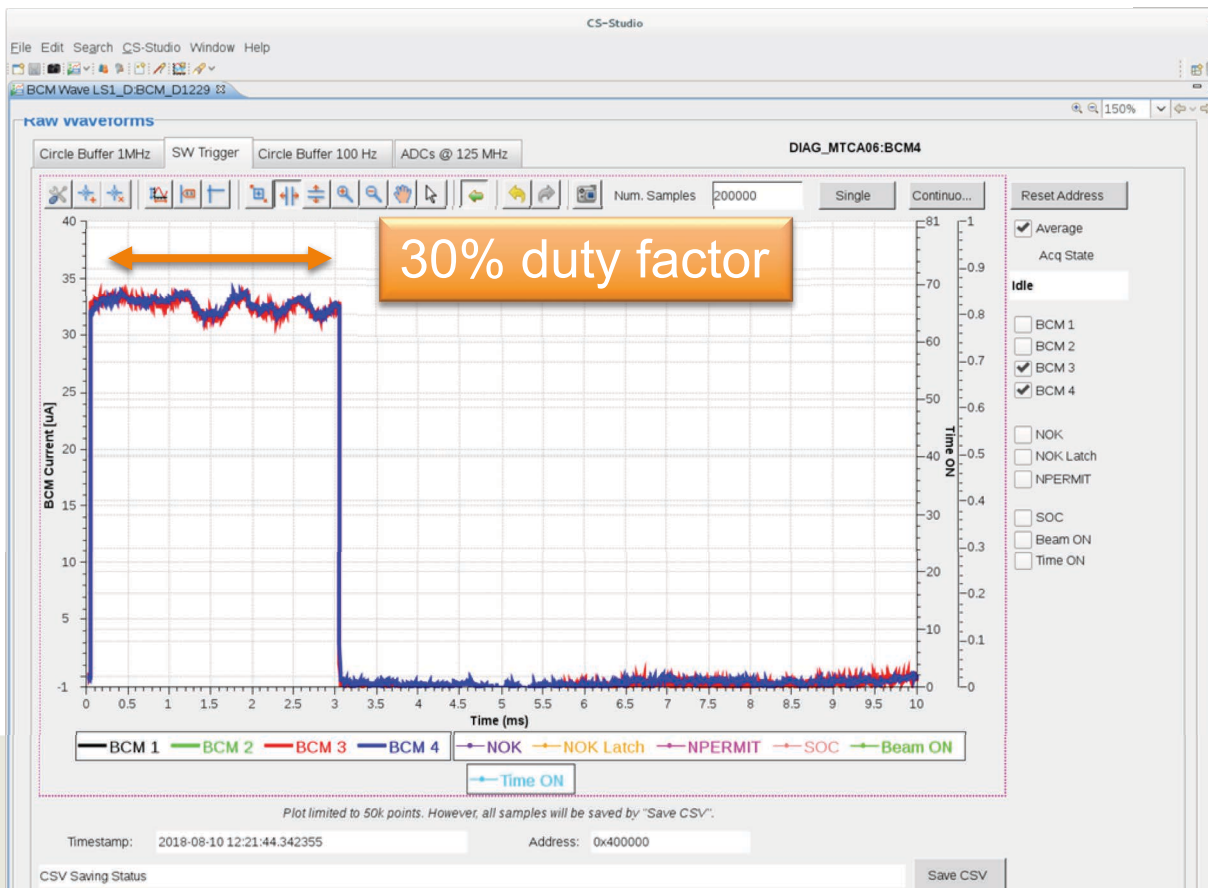 CS-Studio
File Edit Search CS-Studio Window Help
BCM Wave LS1_D:BCM_D1229
150%
Raw Waveforms
Circle Buffer 1MHz SW Trigger Circle Buffer 100 Hz ADCs @ 125 MHz
DIAG_MTCA06:BCM4
Num. Samples 200000 Single Continuo... Reset Address
30% duty factor
Average
Acq State
Idle
BCM 1
BCM 2
BCM 3
BCM 4
NOK
NOK Latch
NPERMIT
SOC
Beam ON
Time ON
BCM Current [uA]
40
35
30
25
20
15
10
5
-1
81
70
60
50
40
30
20
10
0
Time ON
1
0.9
0.8
0.7
0.6
0.5
0.4
0.3
0.2
0.1
0
0 0.5 1 1.5 2 2.5 3 3.5 4 4.5 5 5.5 6 6.5 7 7.5 8 8.5 9 9.5 10
Time (ms)
BCM 1 BCM 2 BCM 3 BCM 4 NOK NOK Latch NPERMIT SOC Beam ON
Time ON
Plot limited to 50k points. However, all samples will be saved by "Save CSV".
Timestamp: 2018-08-10 12:21:44.342355 Address: 0x400000
CSV Saving Status Save CSV